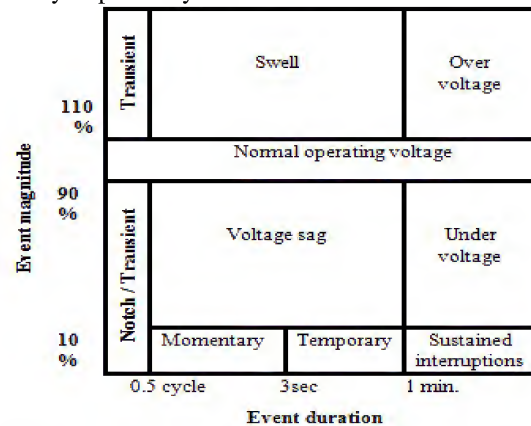 Transient
Swell
Over
voltage
110
%
Normal operating voltage
Event magnitude
90
%
Notch / Transient
Voltage sag
Under
voltage
10
%
Momentary
Temporary
Sustained
interruptions
0.5 cycle
3sec
1 min.
Event duration